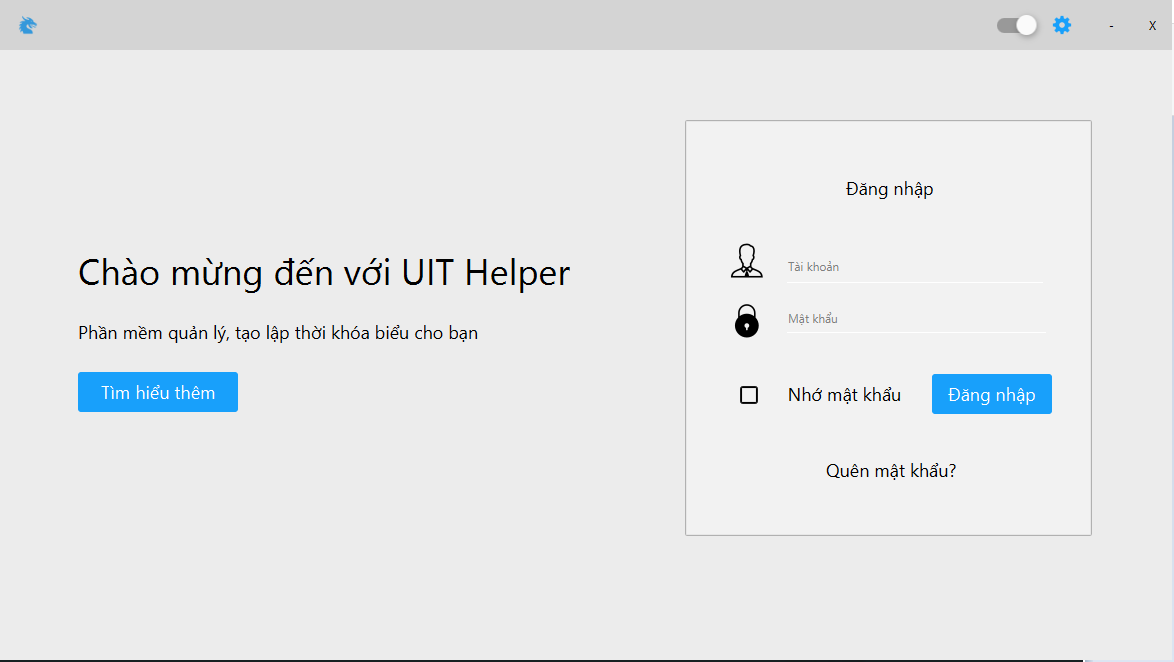 - X
Chào mừng đến với UIT Helper
Phần mềm quản lý, tạo lập thời khóa biểu cho bạn
Tìm hiểu thêm
Đăng nhập
Tài khoản
Mật khẩu
Nhớ mật khẩu Đăng nhập
Quên mật khẩu?